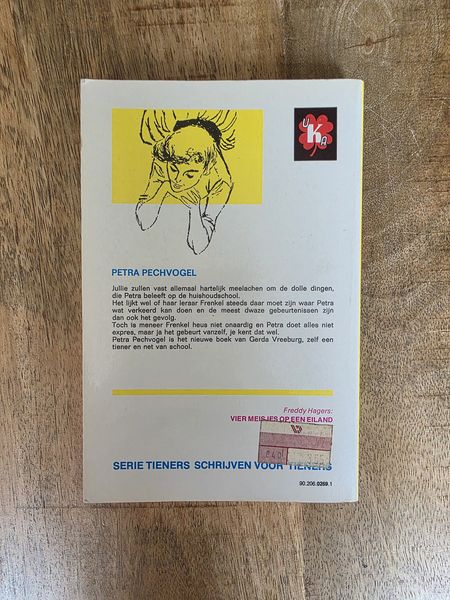 U
K
A
PETRA PECHVOGEL
Jullie zullen vast allemaal hartelijk meelachen om de dolle dingen,
die Petra beleeft op de huishoudschool.
Het lijkt wel of haar leraar Frenkel steeds daar moet zijn waar Petra
wat verkeerd kan doen en de meest dwaze gebeurtenissen zijn
dan ook het gevolg.
Toch is meneer Frenkel heus niet onaardig en Petra doet alles niet
expres, maar ja het gebeurt vanzelf, je kent dat wel.
Petra Pechvogel is het nieuwe boek van Gerda Vreeburg, zelf een
tiener en net van school.
Freddy Hagers:
VIER MEISJES OP EEN EILAND
SERIE TIENERS SCHRIJVEN VOOR TIENERS
90.206.0269.1